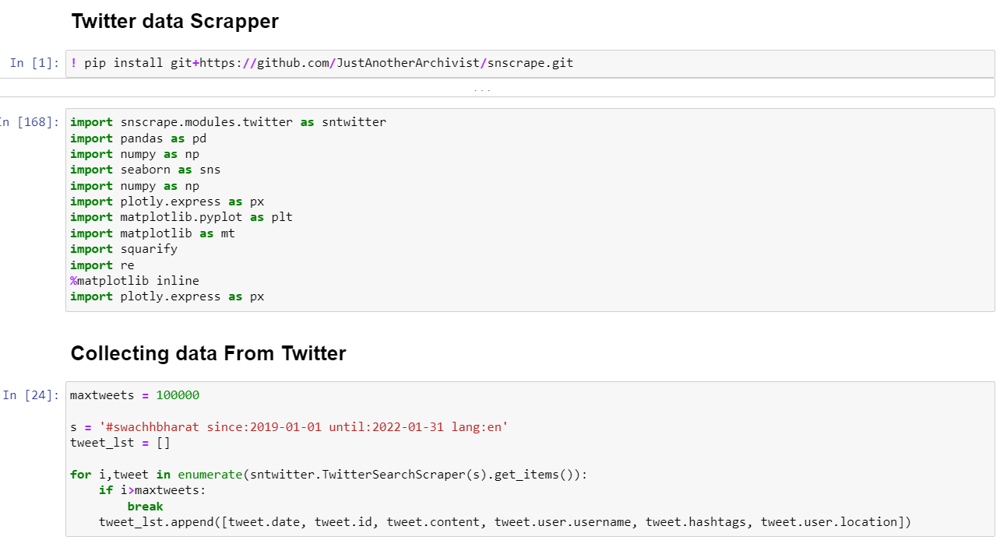 Twitter data Scrapper
In [1]: ! pip install git+https://github.com/JustAnotherArchivist/snscrape.git
...
In [168]: import snscrape.modules.twitter as sntwitter
import pandas as pd
import numpy as np
import seaborn as sns
import numpy as np
import plotly.express as px
import matplotlib.pyplot as plt
import matplotlib as mt
import squarify
import re
%matplotlib inline
import plotly.express as px
Collecting data From Twitter
In [24]: maxtweets = 100000
s = '#swachhbharat since:2019-01-01 until:2022-01-31 lang:en'
tweet_lst = []
for i,tweet in enumerate(sntwitter.TwitterSearchScraper(s).get_items()):
    if i>maxtweets:
        break
    tweet_lst.append([tweet.date, tweet.id, tweet.content, tweet.user.username, tweet.hashtags, tweet.user.location])